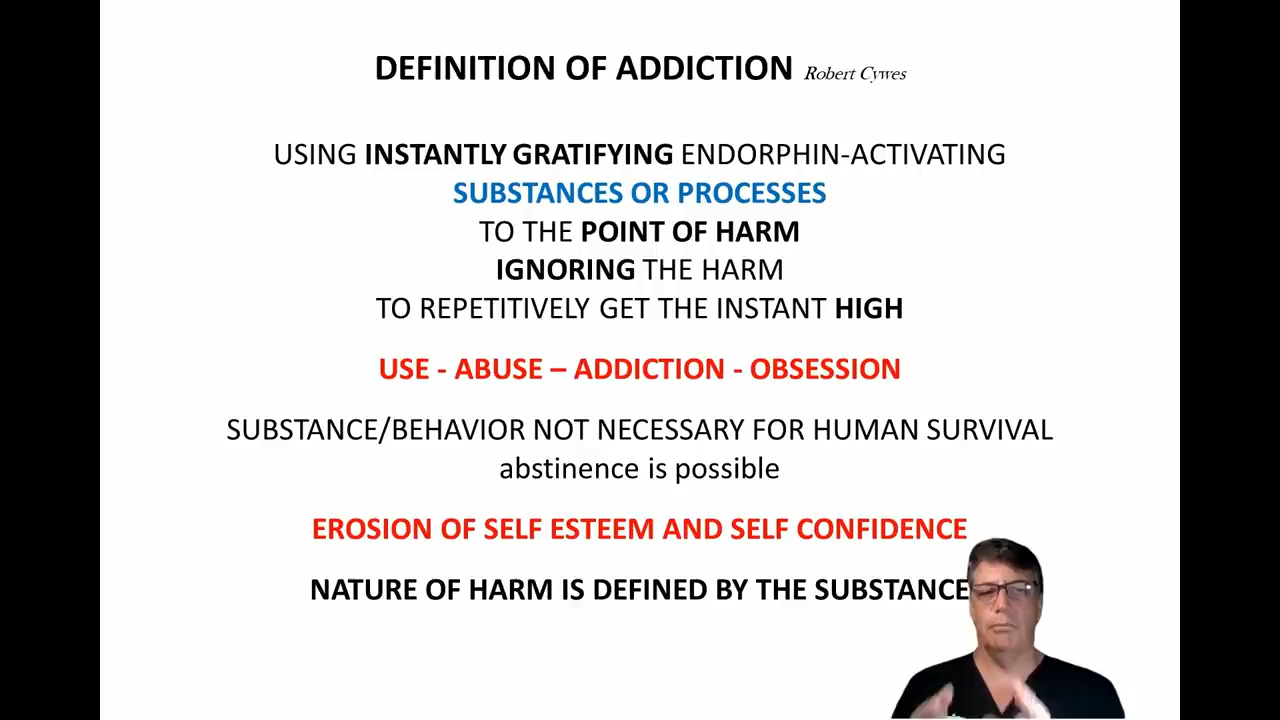 DEFINITION OF ADDICTION Robert Cywes
USING INSTANTLY GRATIFYING ENDORPHIN-ACTIVATING
SUBSTANCES OR PROCESSES
TO THE POINT OF HARM
IGNORING THE HARM
TO REPETITIVELY GET THE INSTANT HIGH
USE - ABUSE – ADDICTION - OBSESSION
SUBSTANCE/BEHAVIOR NOT NECESSARY FOR HUMAN SURVIVAL
abstinence is possible
EROSION OF SELF ESTEEM AND SELF CONFIDENCE
NATURE OF HARM IS DEFINED BY THE SUBSTANCE